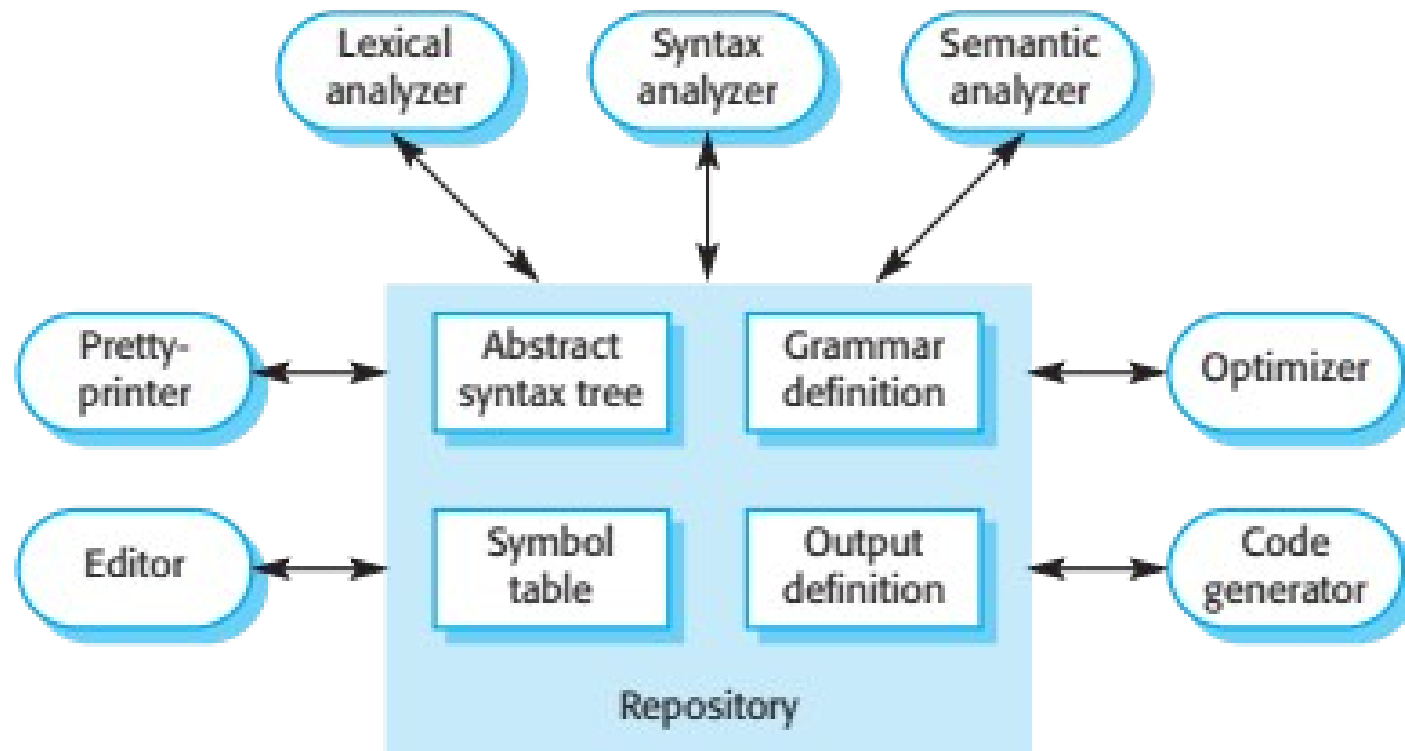 Lexical
analyzer
Syntax
analyzer
Semantic
analyzer
Pretty-
printer
Abstract
syntax tree
Grammar
definition
Optimizer
Editor
Symbol
table
Output
definition
Code
generator
Repository